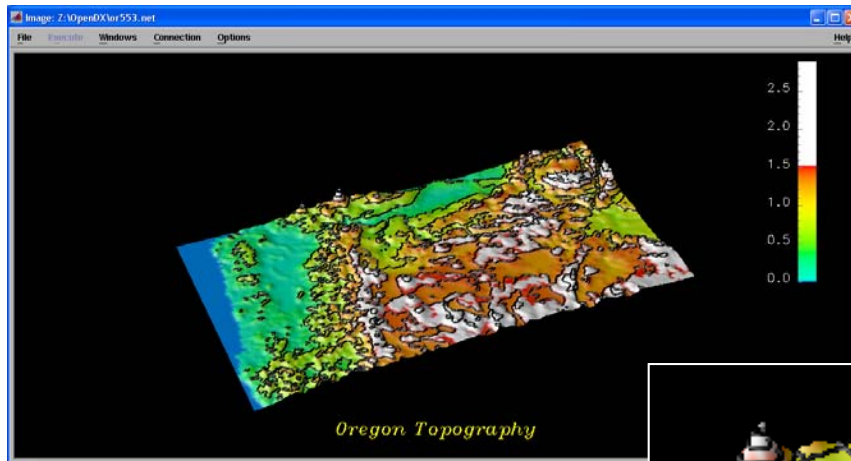 Image: Z:\OpenDX\or553.net
File Execute Windows Connection Options Help
2.5
2.0
1.5
1.0
0.5
0.0
Oregon Topography